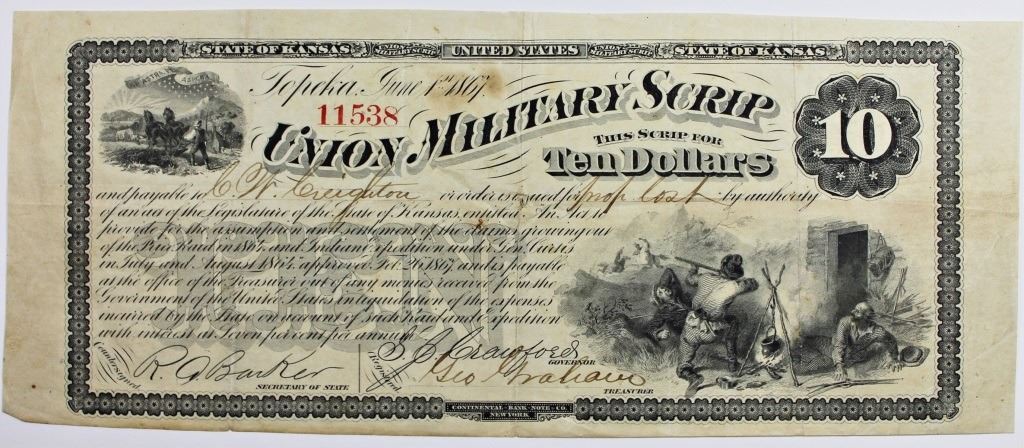 STATE OF KANSAS UNION MILITARY SCRIP UNITED STATES UNION MILITARY SCRIP STATE OF KANSAS
Topeka, June 1st 1867.
11538
UNION MILITARY SCRIP
THIS SCRIP FOR
Ten Dollars
10
and payable to C W Creighton or order issued for prop lost by authority
of an act of the Legislature of the State of Kansas, entitled An Act to
provide for the assumption and settlement of the claims growing out
of the Price Raid in 1864, and Indian Expedition under Gen. Curtis
in July and August 1864. approved Feb. 26, 1867, and is payable
at the office of the Treasurer out of any monies received from the
Government of the United States in liquidation of the expenses
incurred by the State on account of such Raid and Expedition
with interest at Seven per cent per annum
Countersigned R A Barker
SECRETARY OF STATE
Registered
S J Crawford
GOVERNOR
Geo Graham
TREASURER
CONTINENTAL BANK NOTE CO.
NEW YORK